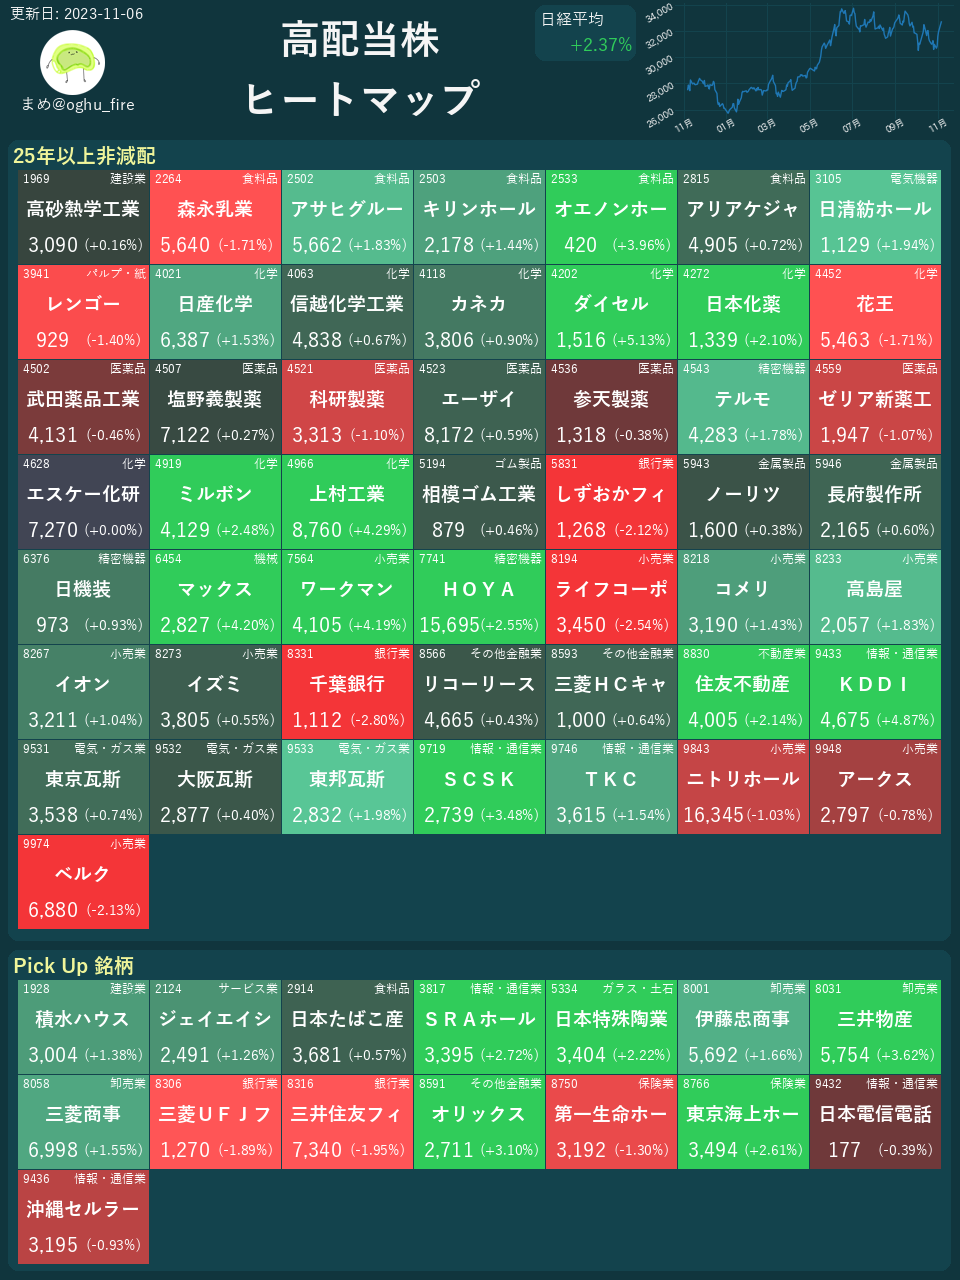 更新日: 2023-11-06
まめ@oghu_fire
高配当株
ヒートマップ
日経平均
+2.37%
34,000
32,000
30,000
28,000
26,000
11月 01月 03月 05月 07月 09月 11月
25年以上非減配
1969 建設業 2264 食料品 2502 食料品 2503 食料品 2533 食料品 2815 食料品 3105 電気機器
高砂熱学工業 森永乳業 アサヒグルー キリンホール オエノンホー アリアケジャ 日清紡ホール
3,090 (+0.16%) 5,640 (-1.71%) 5,662 (+1.83%) 2,178 (+1.44%) 420 (+3.96%) 4,905 (+0.72%) 1,129 (+1.94%)
3941 パルプ・紙 4021 化学 4063 化学 4118 化学 4202 化学 4272 化学 4452 化学
レンゴー 日産化学 信越化学工業 カネカ ダイセル 日本化薬 花王
929 (-1.40%) 6,387 (+1.53%) 4,838 (+0.67%) 3,806 (+0.90%) 1,516 (+5.13%) 1,339 (+2.10%) 5,463 (-1.71%)
4502 医薬品 4507 医薬品 4521 医薬品 4523 医薬品 4536 医薬品 4543 精密機器 4559 医薬品
武田薬品工業 塩野義製薬 科研製薬 エーザイ 参天製薬 テルモ ゼリア新薬工
4,131 (-0.46%) 7,122 (+0.27%) 3,313 (-1.10%) 8,172 (+0.59%) 1,318 (-0.38%) 4,283 (+1.78%) 1,947 (-1.07%)
4628 化学 4919 化学 4966 化学 5194 ゴム製品 5831 銀行業 5943 金属製品 5946 金属製品
エスケー化研 ミルボン 上村工業 相模ゴム工業 しずおかフィ ノーリツ 長府製作所
7,270 (+0.00%) 4,129 (+2.48%) 8,760 (+4.29%) 879 (+0.46%) 1,268 (-2.12%) 1,600 (+0.38%) 2,165 (+0.60%)
6376 精密機器 6454 機械 7564 小売業 7741 精密機器 8194 小売業 8218 小売業 8233 小売業
日機装 マックス ワークマン ＨＯＹＡ ライフコーポ コメリ 高島屋
973 (+0.93%) 2,827 (+4.20%) 4,105 (+4.19%) 15,695(+2.55%) 3,450 (-2.54%) 3,190 (+1.43%) 2,057 (+1.83%)
8267 小売業 8273 小売業 8331 銀行業 8566 その他金融業 8593 その他金融業 8830 不動産業 9433 情報・通信業
イオン イズミ 千葉銀行 リコーリース 三菱ＨＣキャ 住友不動産 ＫＤＤＩ
3,211 (+1.04%) 3,805 (+0.55%) 1,112 (-2.80%) 4,665 (+0.43%) 1,000 (+0.64%) 4,005 (+2.14%) 4,675 (+4.87%)
9531 電気・ガス業 9532 電気・ガス業 9533 電気・ガス業 9719 情報・通信業 9746 情報・通信業 9843 小売業 9948 小売業
東京瓦斯 大阪瓦斯 東邦瓦斯 ＳＣＳＫ ＴＫＣ ニトリホール アークス
3,538 (+0.74%) 2,877 (+0.40%) 2,832 (+1.98%) 2,739 (+3.48%) 3,615 (+1.54%) 16,345(-1.03%) 2,797 (-0.78%)
9974 小売業
ベルク
6,880 (-2.13%)
Pick Up 銘柄
1928 建設業 2124 サービス業 2914 食料品 3817 情報・通信業 5334 ガラス・土石 8001 卸売業 8031 卸売業
積水ハウス ジェイエイシ 日本たばこ産 ＳＲＡホール 日本特殊陶業 伊藤忠商事 三井物産
3,004 (+1.38%) 2,491 (+1.26%) 3,681 (+0.57%) 3,395 (+2.72%) 3,404 (+2.22%) 5,692 (+1.66%) 5,754 (+3.62%)
8058 卸売業 8306 銀行業 8316 銀行業 8591 その他金融業 8750 保険業 8766 保険業 9432 情報・通信業
三菱商事 三菱ＵＦＪフ 三井住友フィ オリックス 第一生命ホー 東京海上ホー 日本電信電話
6,998 (+1.55%) 1,270 (-1.89%) 7,340 (-1.95%) 2,711 (+3.10%) 3,192 (-1.30%) 3,494 (+2.61%) 177 (-0.39%)
9436 情報・通信業
沖縄セルラー
3,195 (-0.93%)